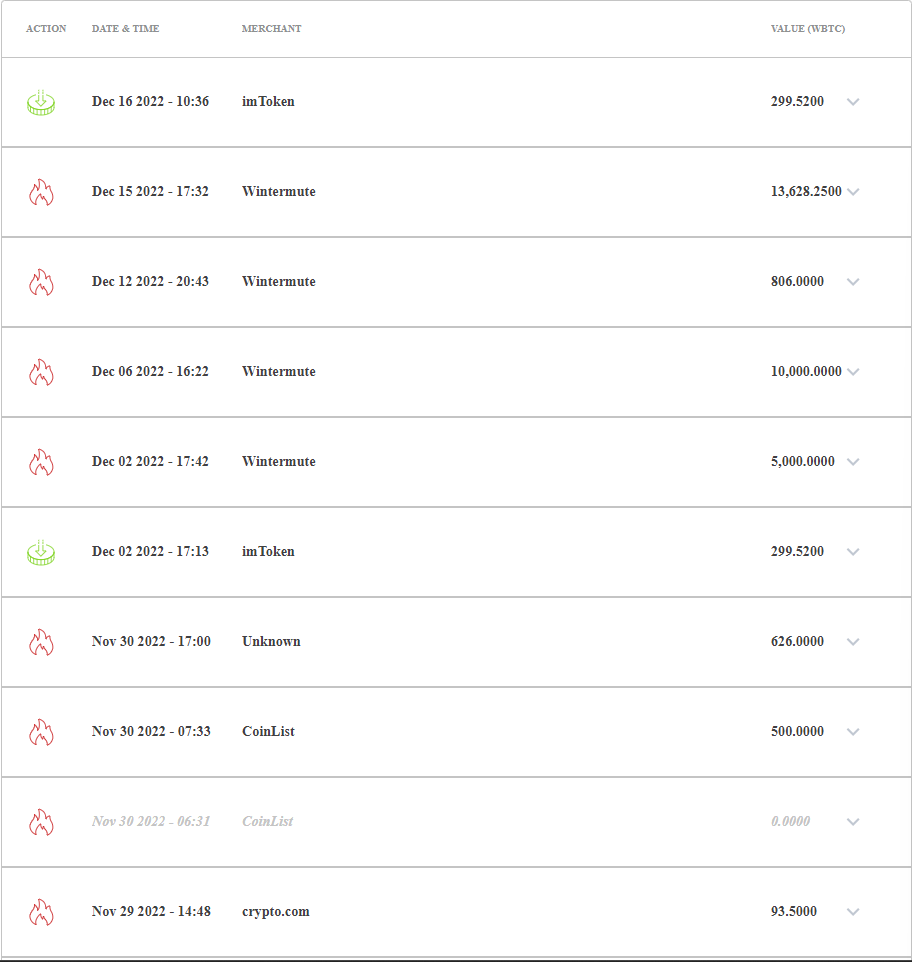 ACTION DATE & TIME MERCHANT VALUE (WBTC)
Dec 16 2022 - 10:36 imToken 299.5200
Dec 15 2022 - 17:32 Wintermute 13,628.2500
Dec 12 2022 - 20:43 Wintermute 806.0000
Dec 06 2022 - 16:22 Wintermute 10,000.0000
Dec 02 2022 - 17:42 Wintermute 5,000.0000
Dec 02 2022 - 17:13 imToken 299.5200
Nov 30 2022 - 17:00 Unknown 626.0000
Nov 30 2022 - 07:33 CoinList 500.0000
Nov 30 2022 - 06:31 CoinList 0.0000
Nov 29 2022 - 14:48 crypto.com 93.5000